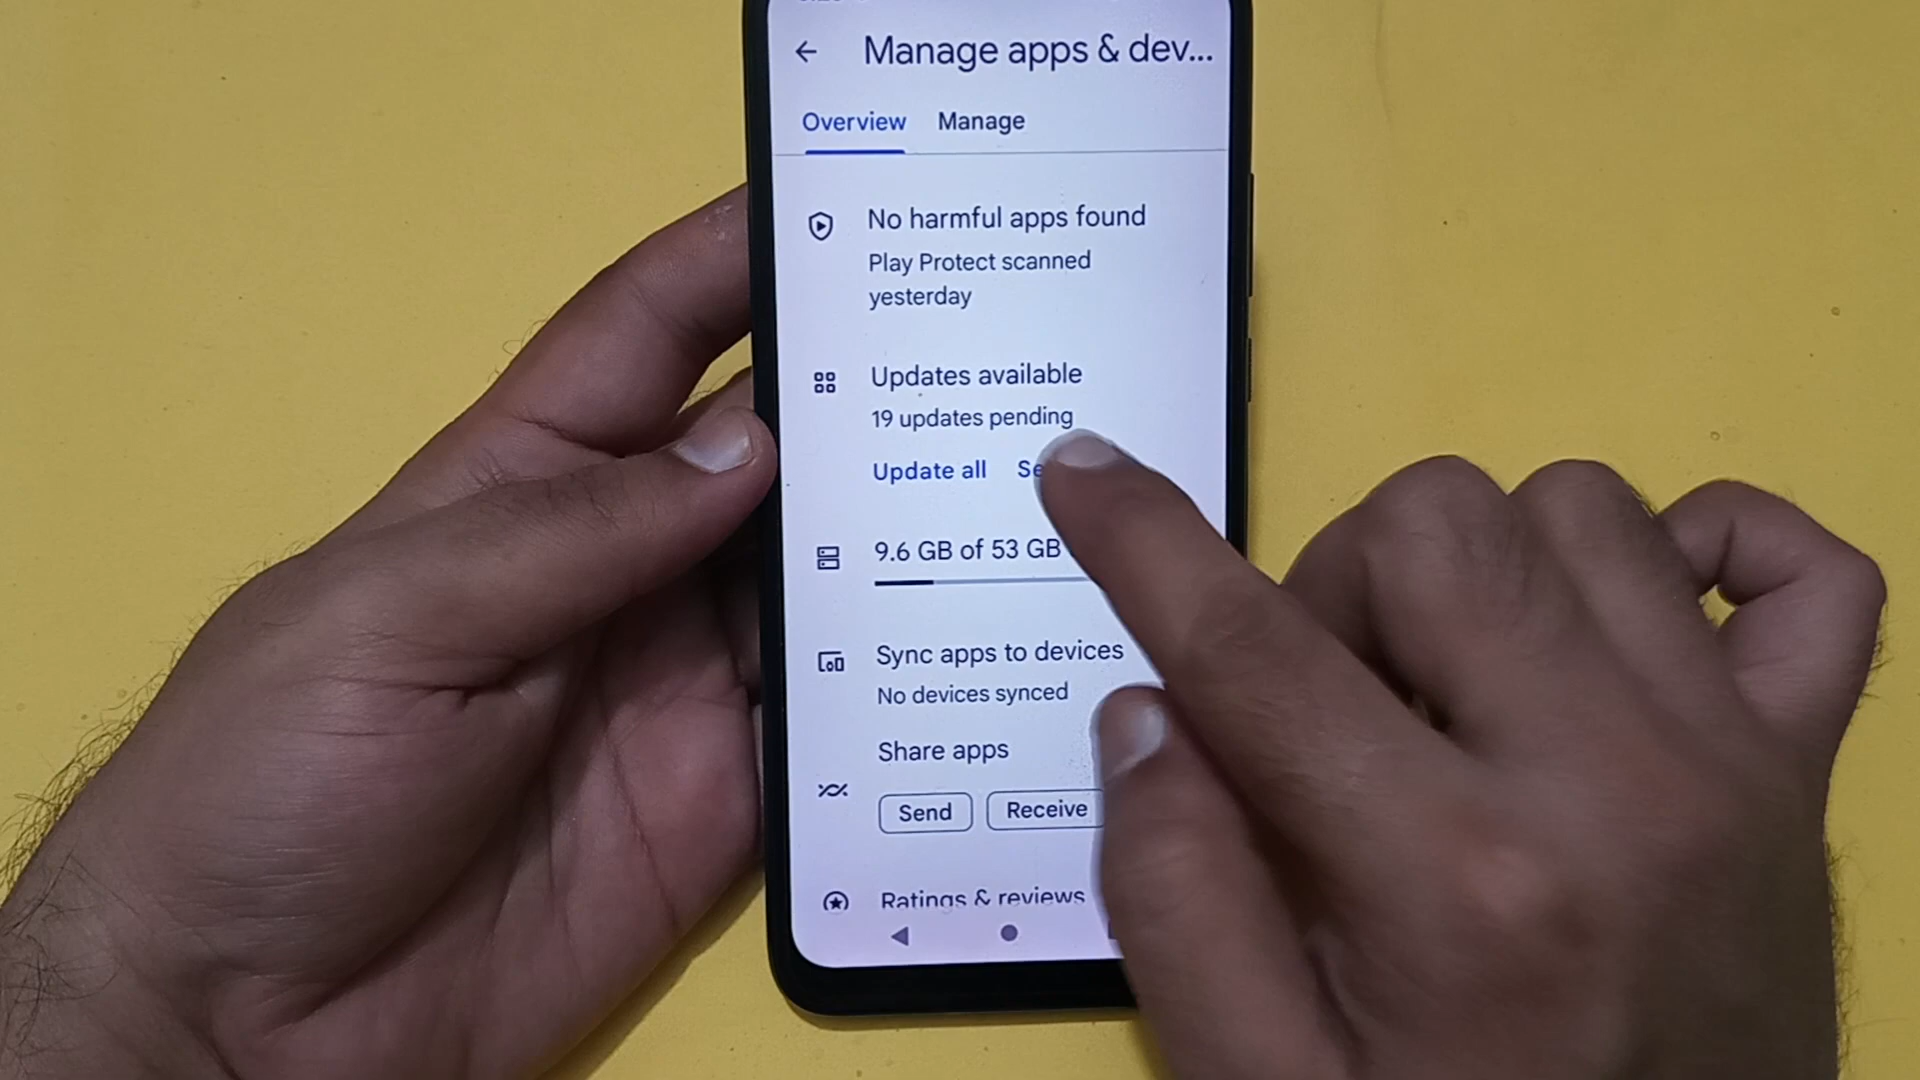 Manage apps & dev...
Overview Manage
No harmful apps found
Play Protect scanned
yesterday
Updates available
19 updates pending
Update all
9.6 GB of 53 GB
Sync apps to devices
No devices synced
Share apps
Send Receive
Ratings & reviews